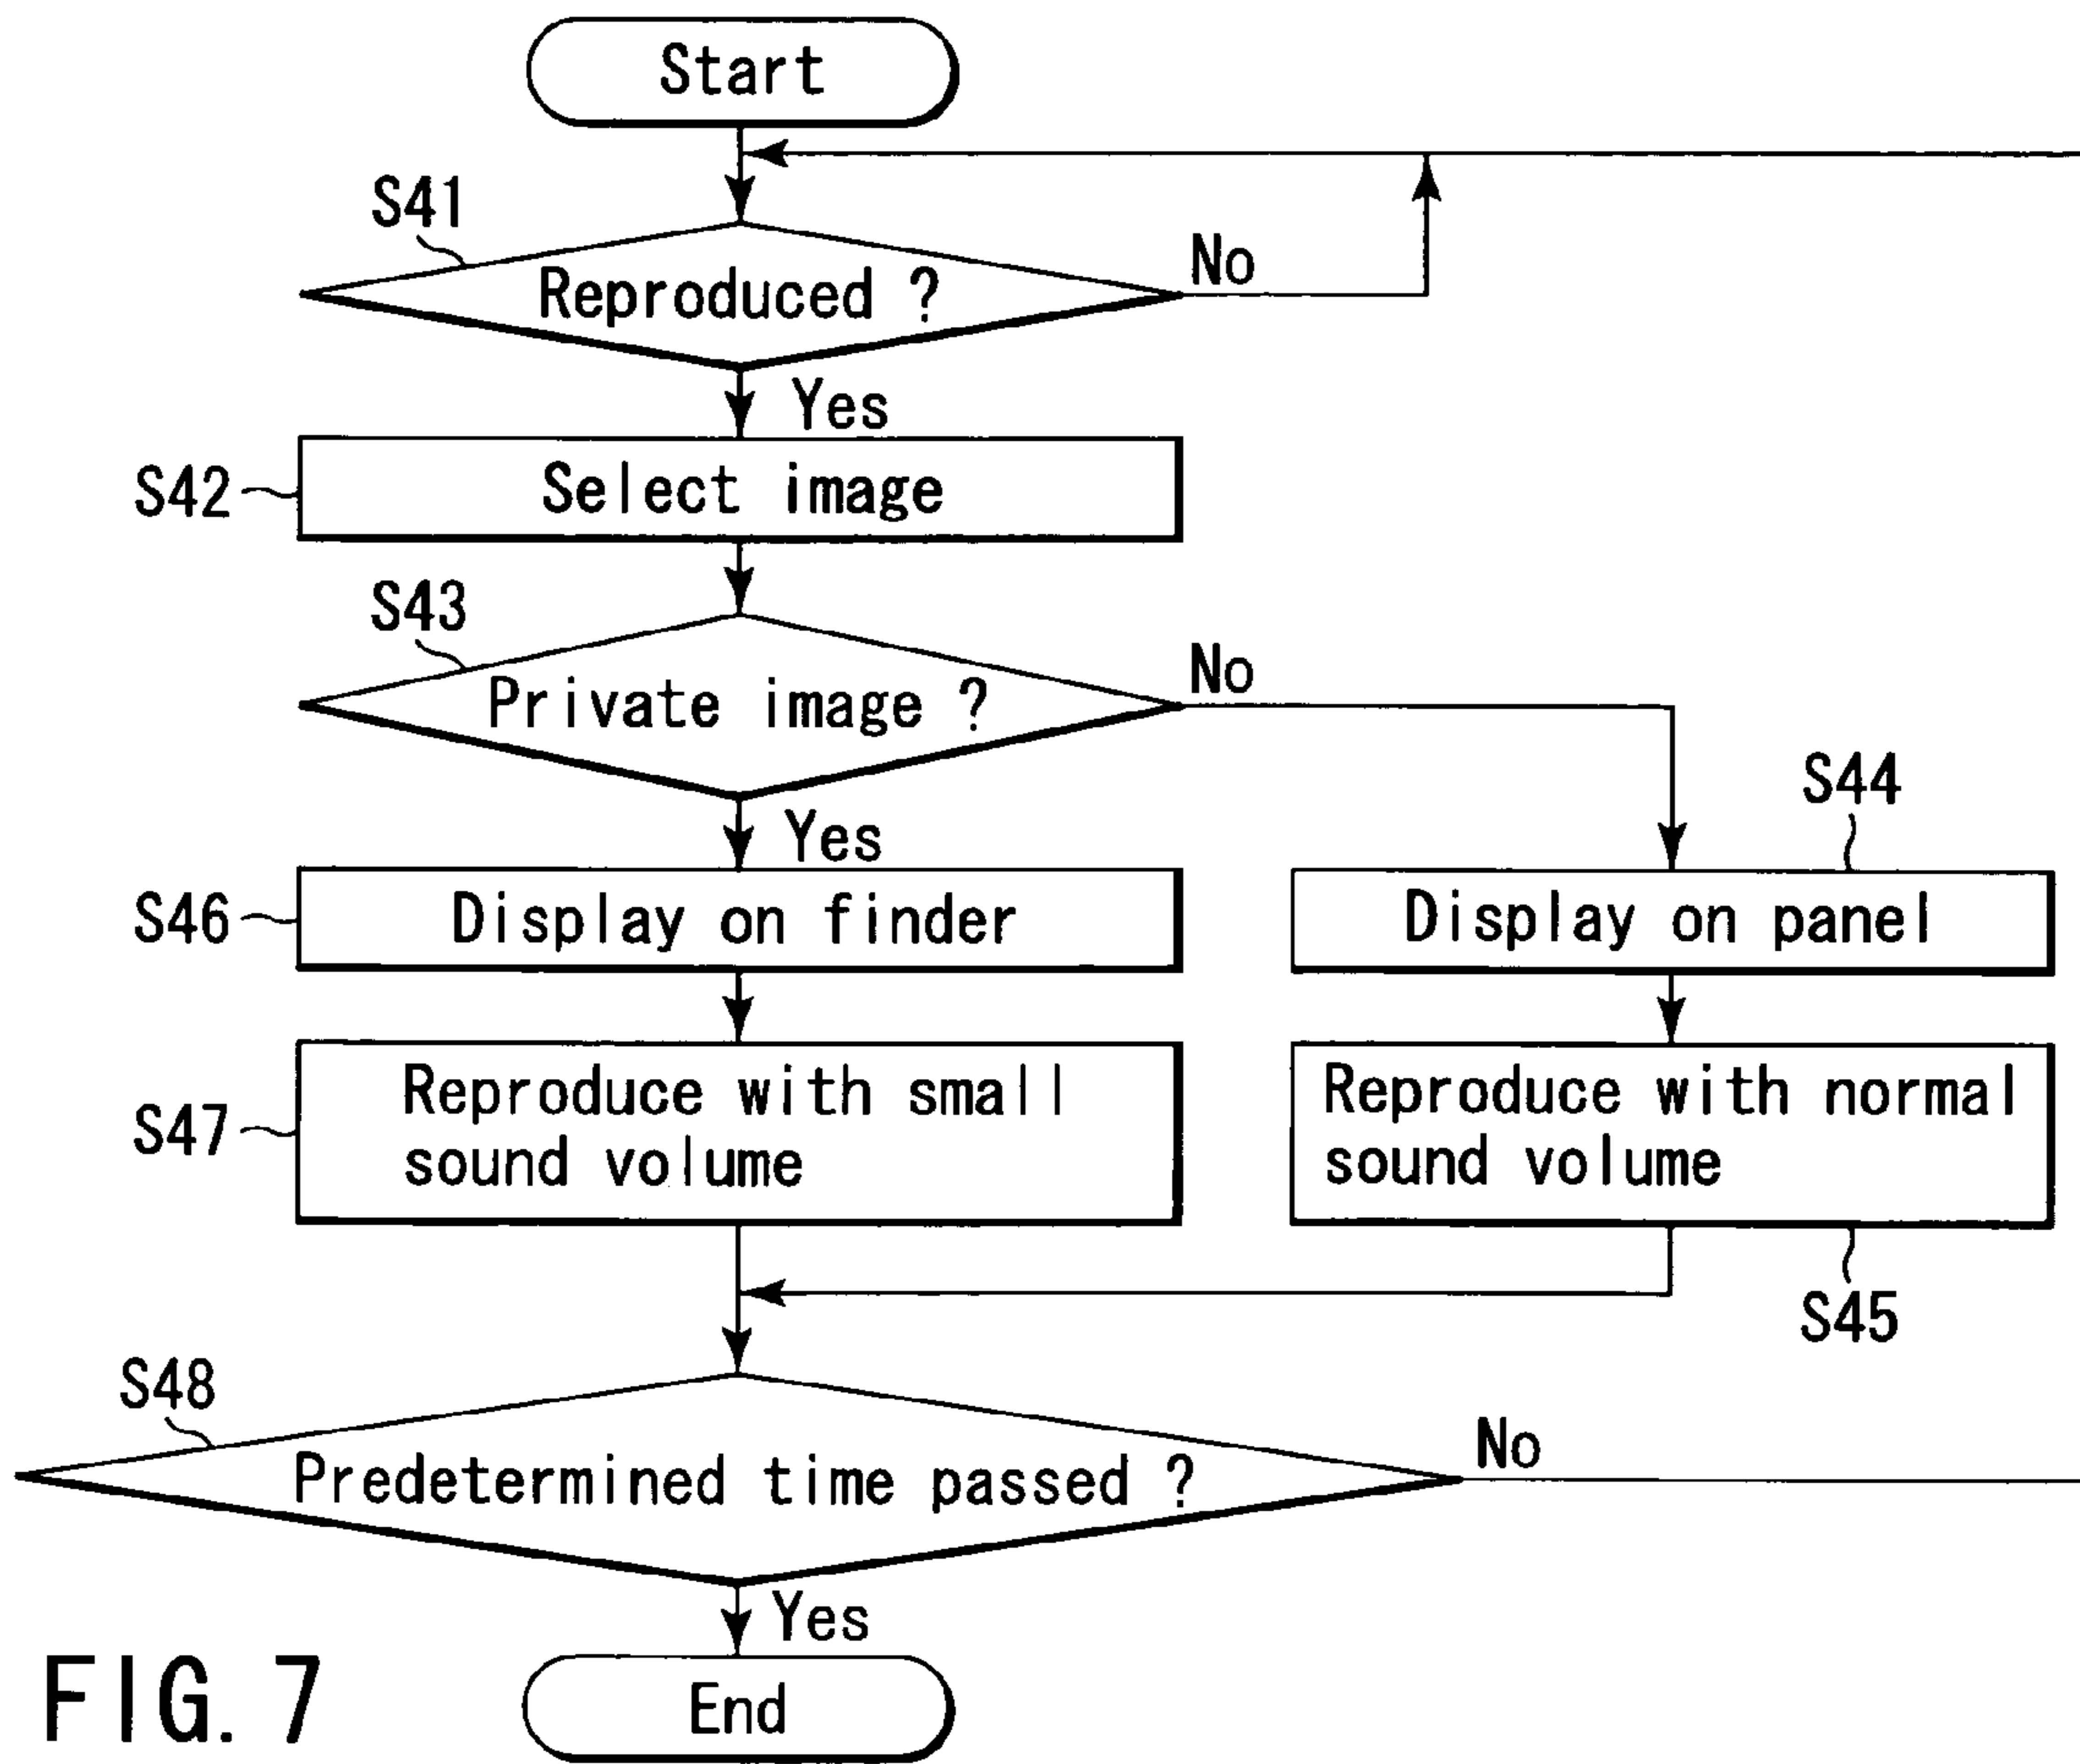 Start
S41
Reproduced ?
No
Yes
S42
Select image
S43
Private image ?
No
Yes
S44
S46
Display on finder
Display on panel
S47
Reproduce with small
sound volume
Reproduce with normal
sound volume
S45
S48
Predetermined time passed ?
No
Yes
End
FIG. 7